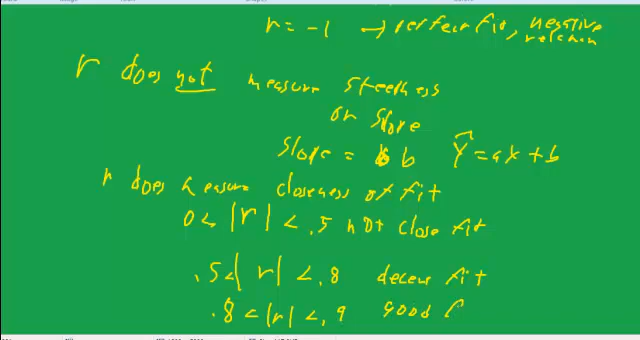 r = -1 → perfect fit, negative
relation
r does not measure steepness
or slope
slope = b Ŷ = ax + b
r does measure closeness of fit
0 < |r| < .5 not close fit
.5 < |r| < .8 decent fit
.8 < |r| < .9 good f